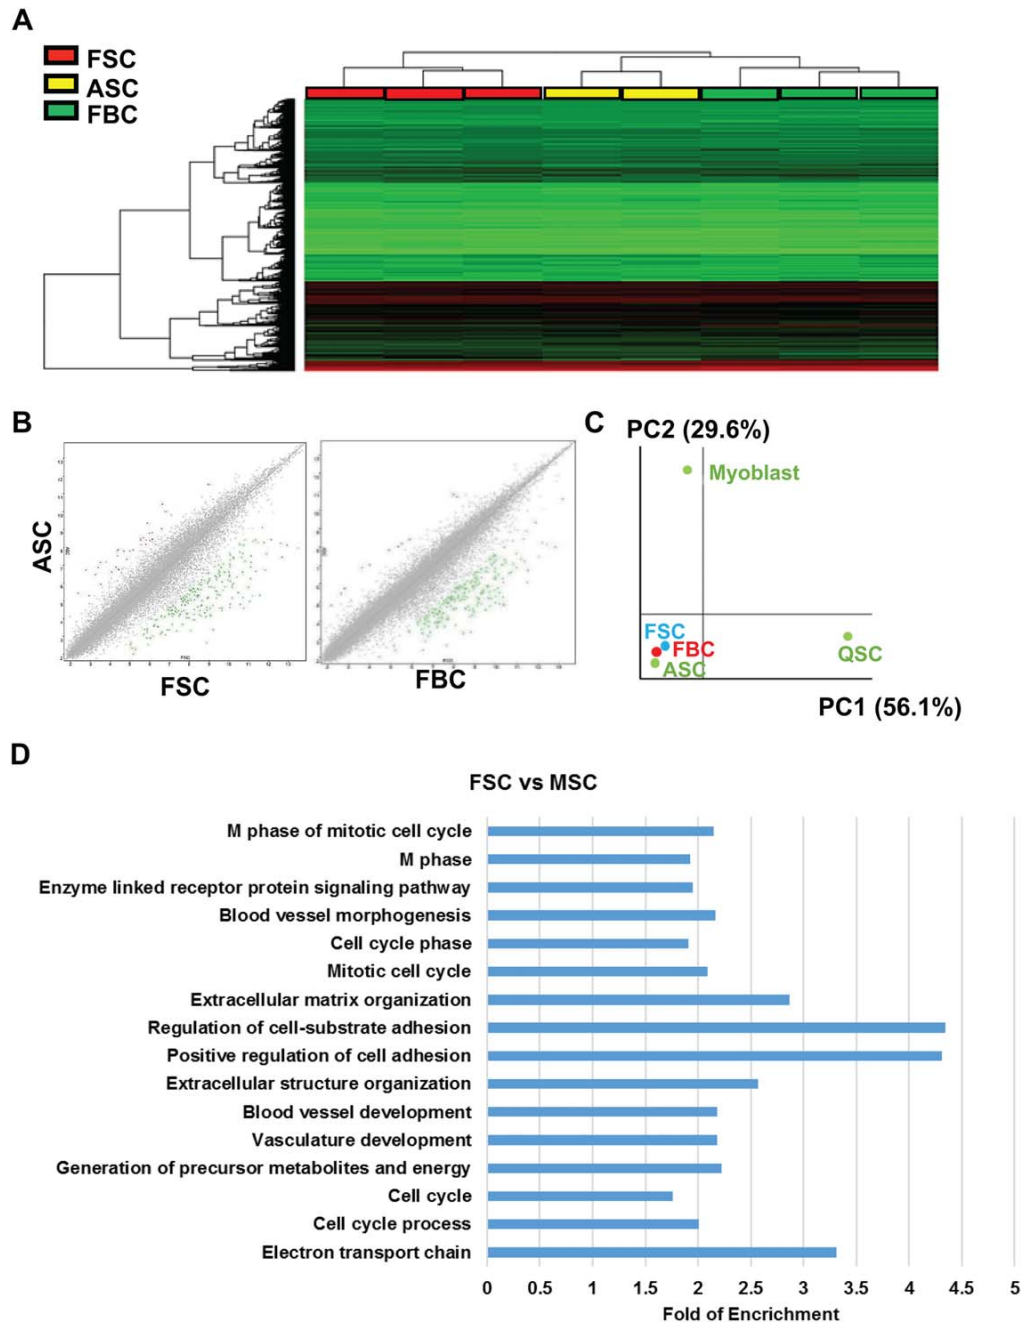 A
FSC
ASC
FBC
B
ASC
FSC
FBC
C
PC2 (29.6%)
Myoblast
FSC
FBC
ASC
QSC
PC1 (56.1%)
D
FSC vs MSC
M phase of mitotic cell cycle
M phase
Enzyme linked receptor protein signaling pathway
Blood vessel morphogenesis
Cell cycle phase
Mitotic cell cycle
Extracellular matrix organization
Regulation of cell-substrate adhesion
Positive regulation of cell adhesion
Extracellular structure organization
Blood vessel development
Vasculature development
Generation of precursor metabolites and energy
Cell cycle
Cell cycle process
Electron transport chain
0 0.5 1 1.5 2 2.5 3 3.5 4 4.5 5
Fold of Encrichment